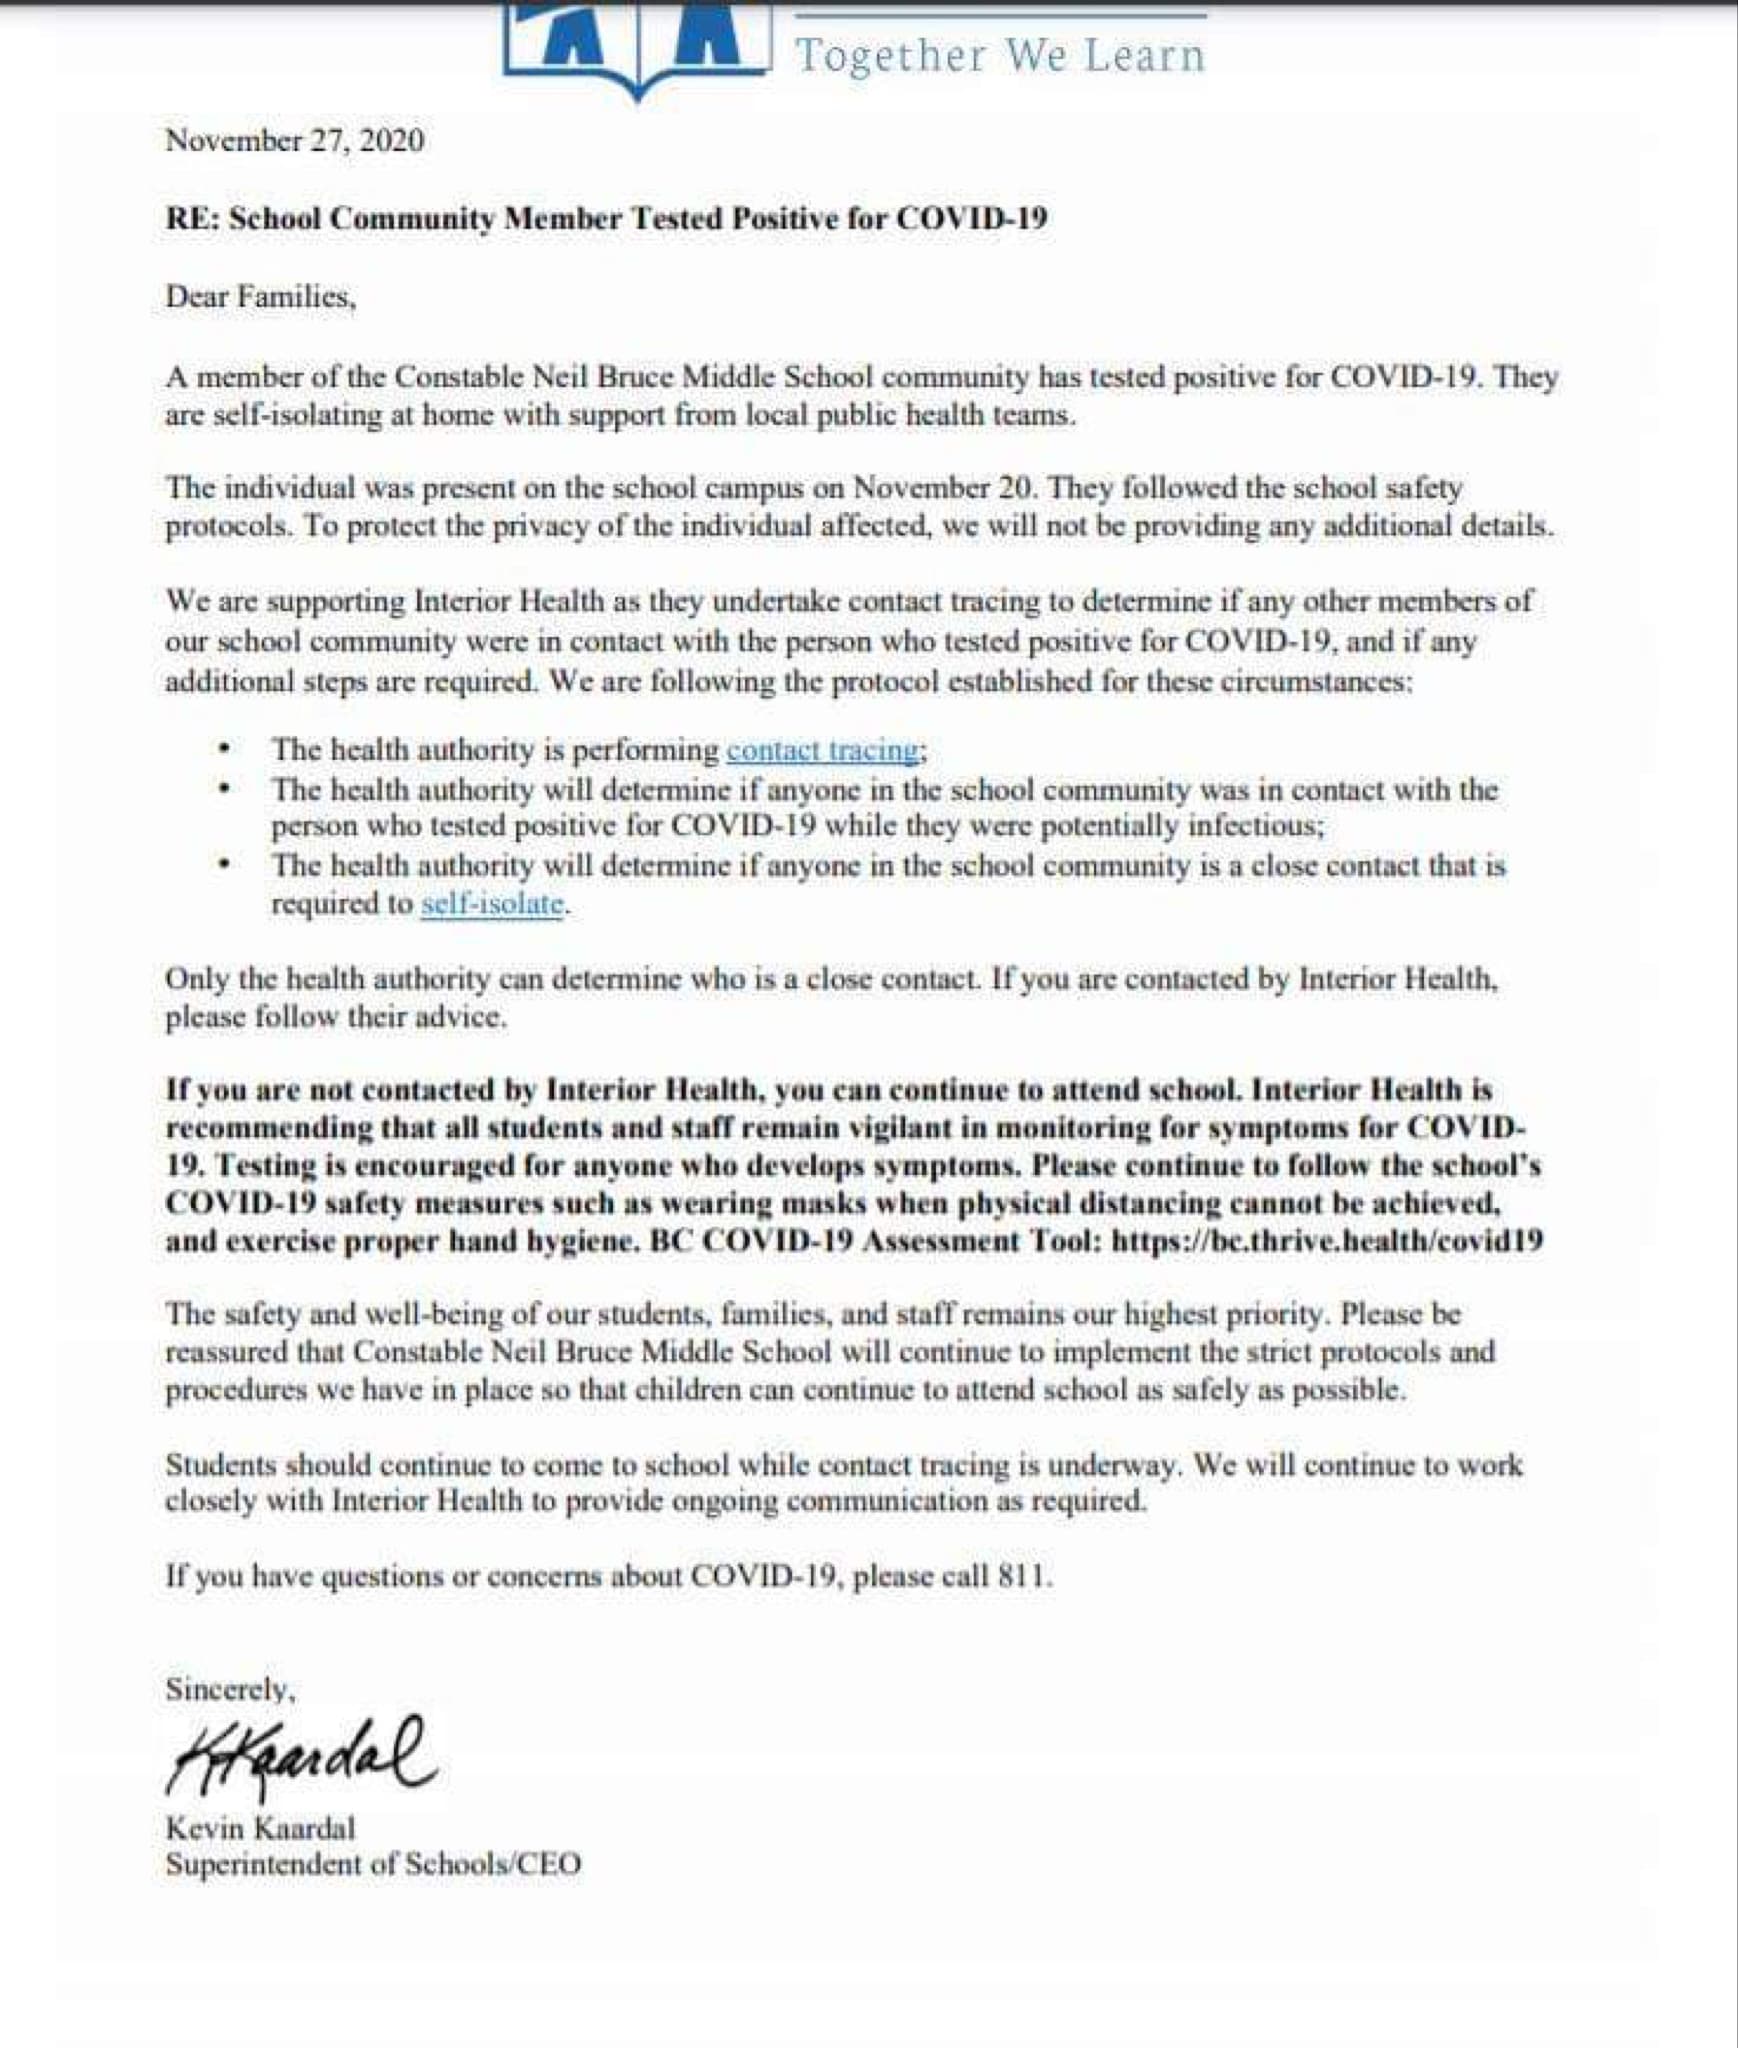 Together We Learn
November 27, 2020
RE: School Community Member Tested Positive for COVID-19
Dear Families,
A member of the Constable Neil Bruce Middle School community has tested positive for COVID-19. They
are self-isolating at home with support from local public health teams.
The individual was present on the school campus on November 20. They followed the school safety
protocols. To protect the privacy of the individual affected, we will not be providing any additional details.
We are supporting Interior Health as they undertake contact tracing to determine if any other members of
our school community were in contact with the person who tested positive for COVID-19, and if any
additional steps are required. We are following the protocol established for these circumstances:
• The health authority is performing contact tracing;
• The health authority will determine if anyone in the school community was in contact with the
person who tested positive for COVID-19 while they were potentially infectious;
• The health authority will determine if anyone in the school community is a close contact that is
required to self-isolate.
Only the health authority can determine who is a close contact. If you are contacted by Interior Health,
please follow their advice.
If you are not contacted by Interior Health, you can continue to attend school. Interior Health is
recommending that all students and staff remain vigilant in monitoring for symptoms for COVID-
19. Testing is encouraged for anyone who develops symptoms. Please continue to follow the school's
COVID-19 safety measures such as wearing masks when physical distancing cannot be achieved,
and exercise proper hand hygiene. BC COVID-19 Assessment Tool: https://bc.thrive.health/covid19
The safety and well-being of our students, families, and staff remains our highest priority. Please be
reassured that Constable Neil Bruce Middle School will continue to implement the strict protocols and
procedures we have in place so that children can continue to attend school as safely as possible.
Students should continue to come to school while contact tracing is underway. We will continue to work
closely with Interior Health to provide ongoing communication as required.
If you have questions or concerns about COVID-19, please call 811.
Sincerely,
KKaardal
Kevin Kaardal
Superintendent of Schools/CEO